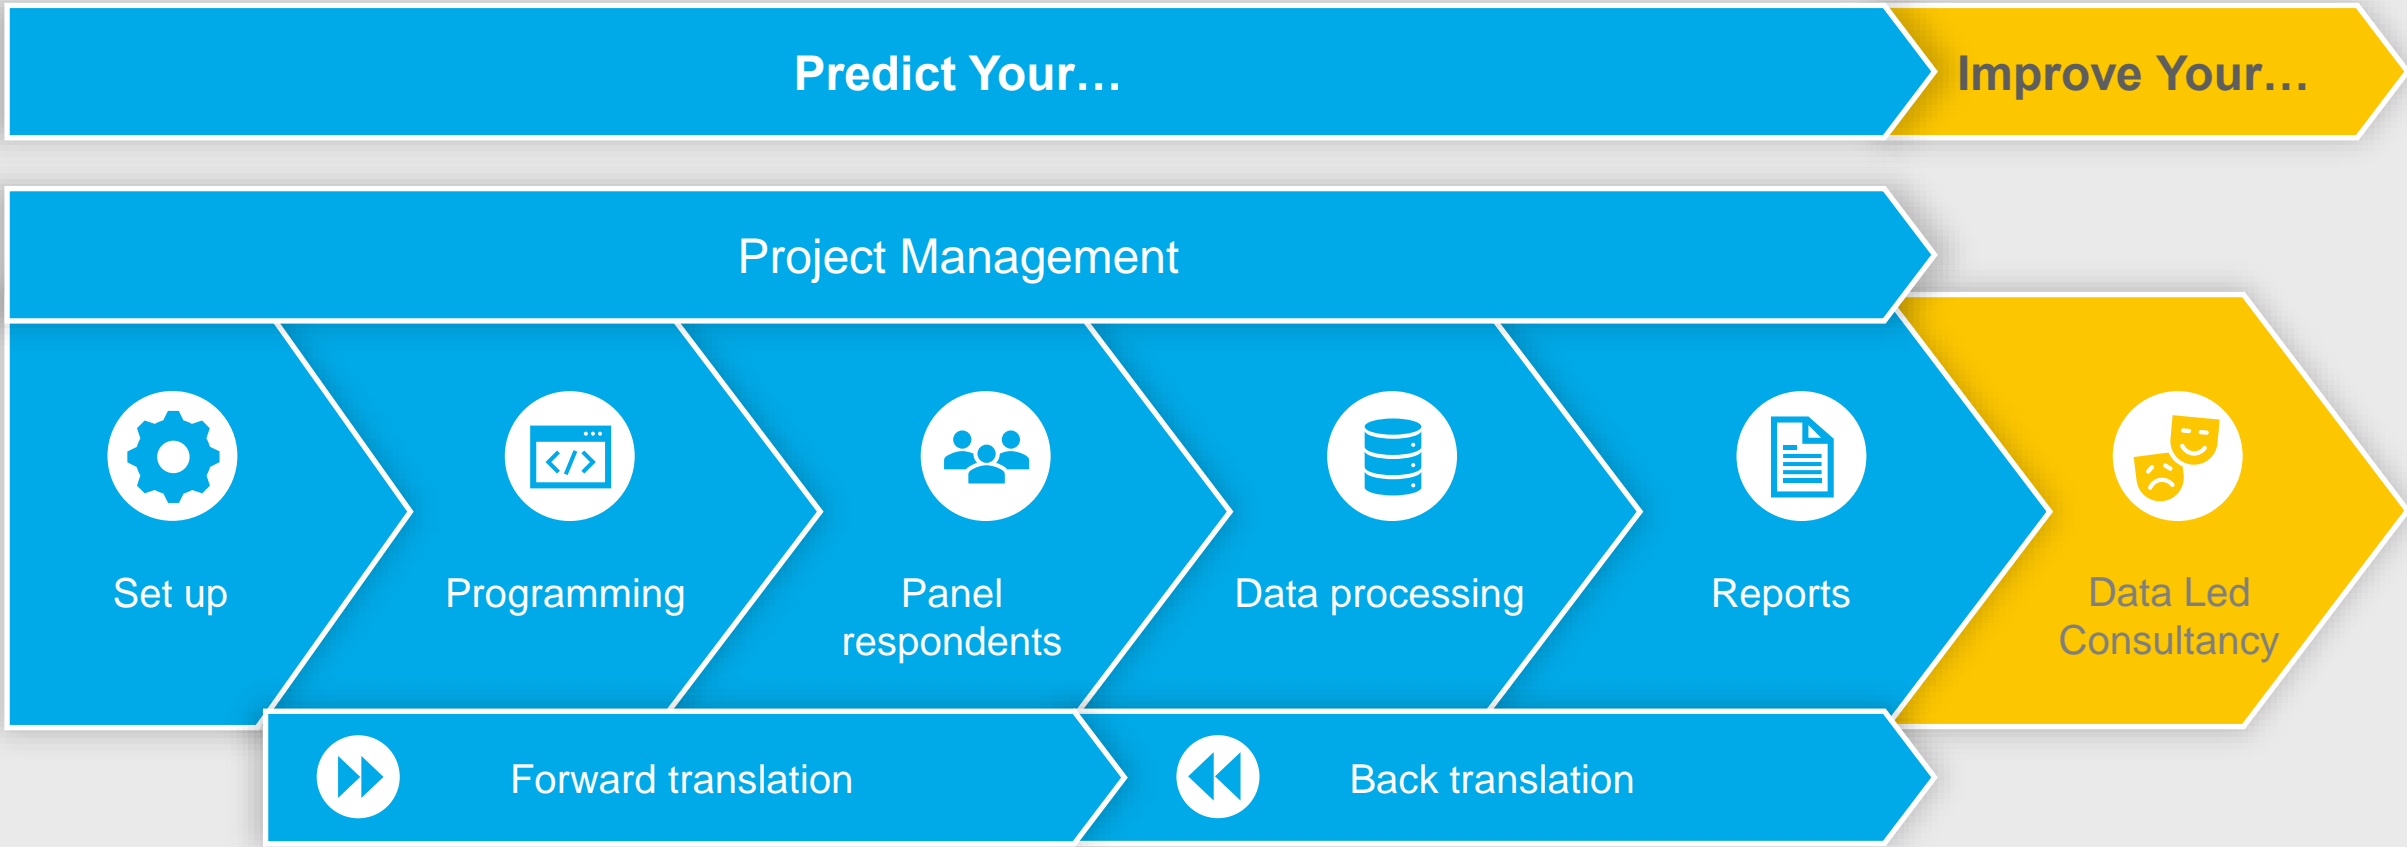 Predict Your…
Improve Your…
Project Management
Set up
Programming
Panel
respondents
Data processing
Reports
Data Led
Consultancy
Forward translation
Back translation